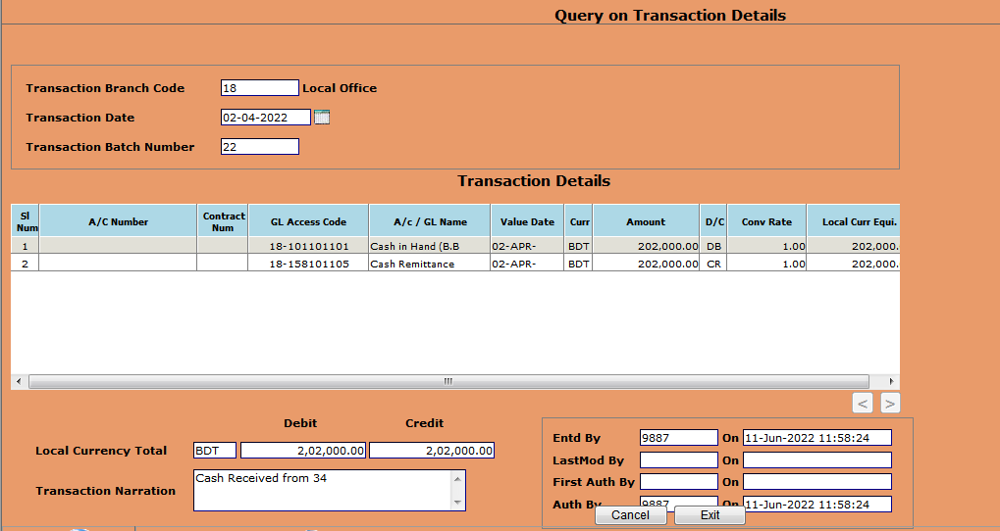 Query on Transaction Details
Transaction Branch Code 18 Local Office
Transaction Date 02-04-2022
Transaction Batch Number 22
Transaction Details
Sl Num A/C Number Contract Num GL Access Code A/c / GL Name Value Date Curr Amount D/C Conv Rate Local Curr Equi.
1 18-101101101 Cash in Hand (B.B 02-APR- BDT 202,000.00 DB 1.00 202,000.
2 18-158101105 Cash Remittance 02-APR- BDT 202,000.00 CR 1.00 202,000.
< >
Debit Credit
Local Currency Total BDT 2,02,000.00 2,02,000.00
Transaction Narration Cash Received from 34
Entd By 9887 On 11-Jun-2022 11:58:24
LastMod By On
First Auth By On
Auth By 9887 On 11-Jun-2022 11:58:24
Cancel Exit